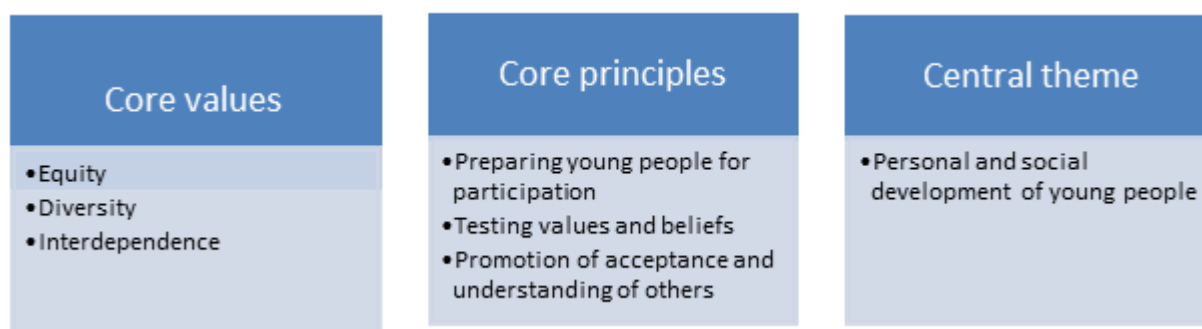 Core values
•Equity
•Diversity
•Interdependence
Core principles
•Preparing young people for
participation
•Testing values and beliefs
•Promotion of acceptance and
understanding of others
Central theme
•Personal and social
development of young people